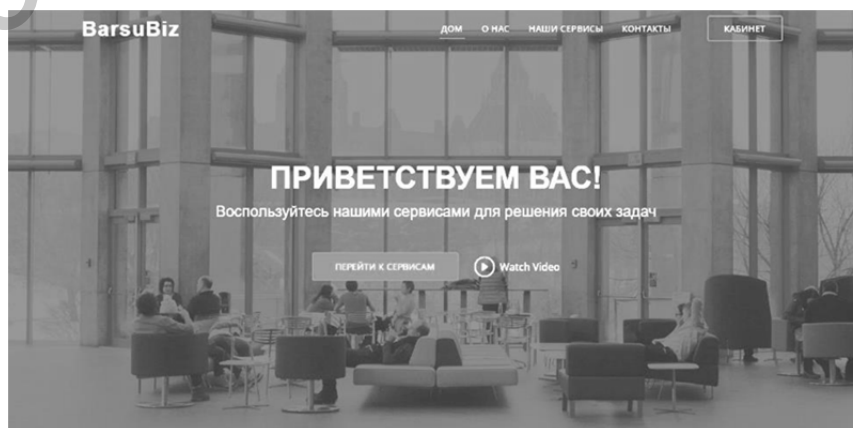 BarsuBiz
ДОМ О НАС НАШИ СЕРВИСЫ КОНТАКТЫ КАБИНЕТ
ПРИВЕТСТВУЕМ ВАС!
Воспользуйтесь нашими сервисами для решения своих задач
ПЕРЕЙТИ К СЕРВИСАМ Watch Video